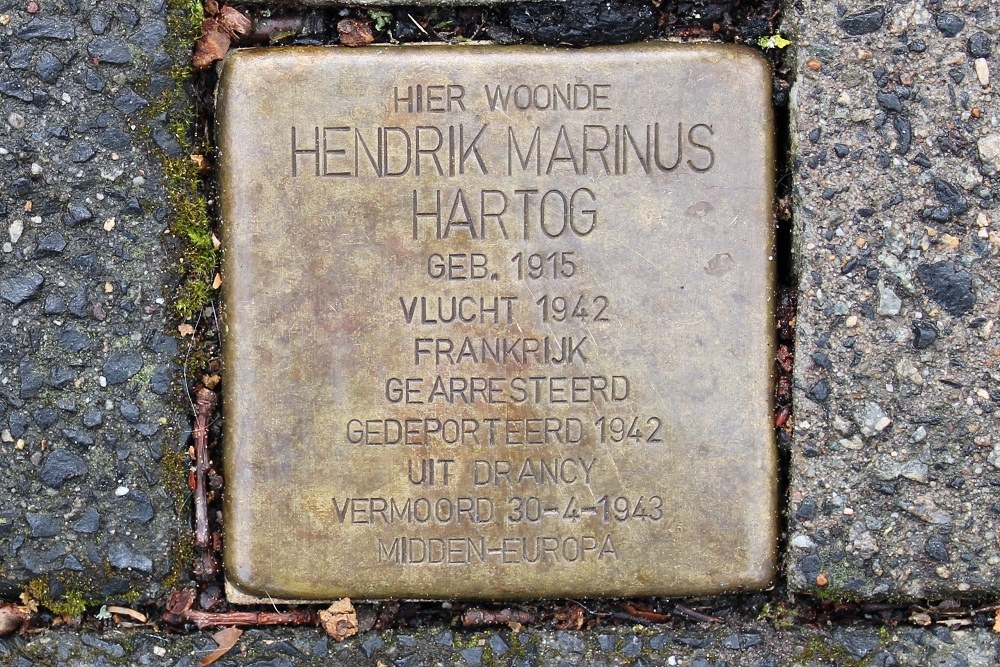 HIER WOONDE
HENDRIK MARINUS
HARTOG
GEB. 1915
VLUCHT 1942
FRANKRIJK
GEARRESTEERD
GEDEPORTEERD 1942
UIT DRANCY
VERMOORD 30-4-1943
MIDDEN-EUROPA